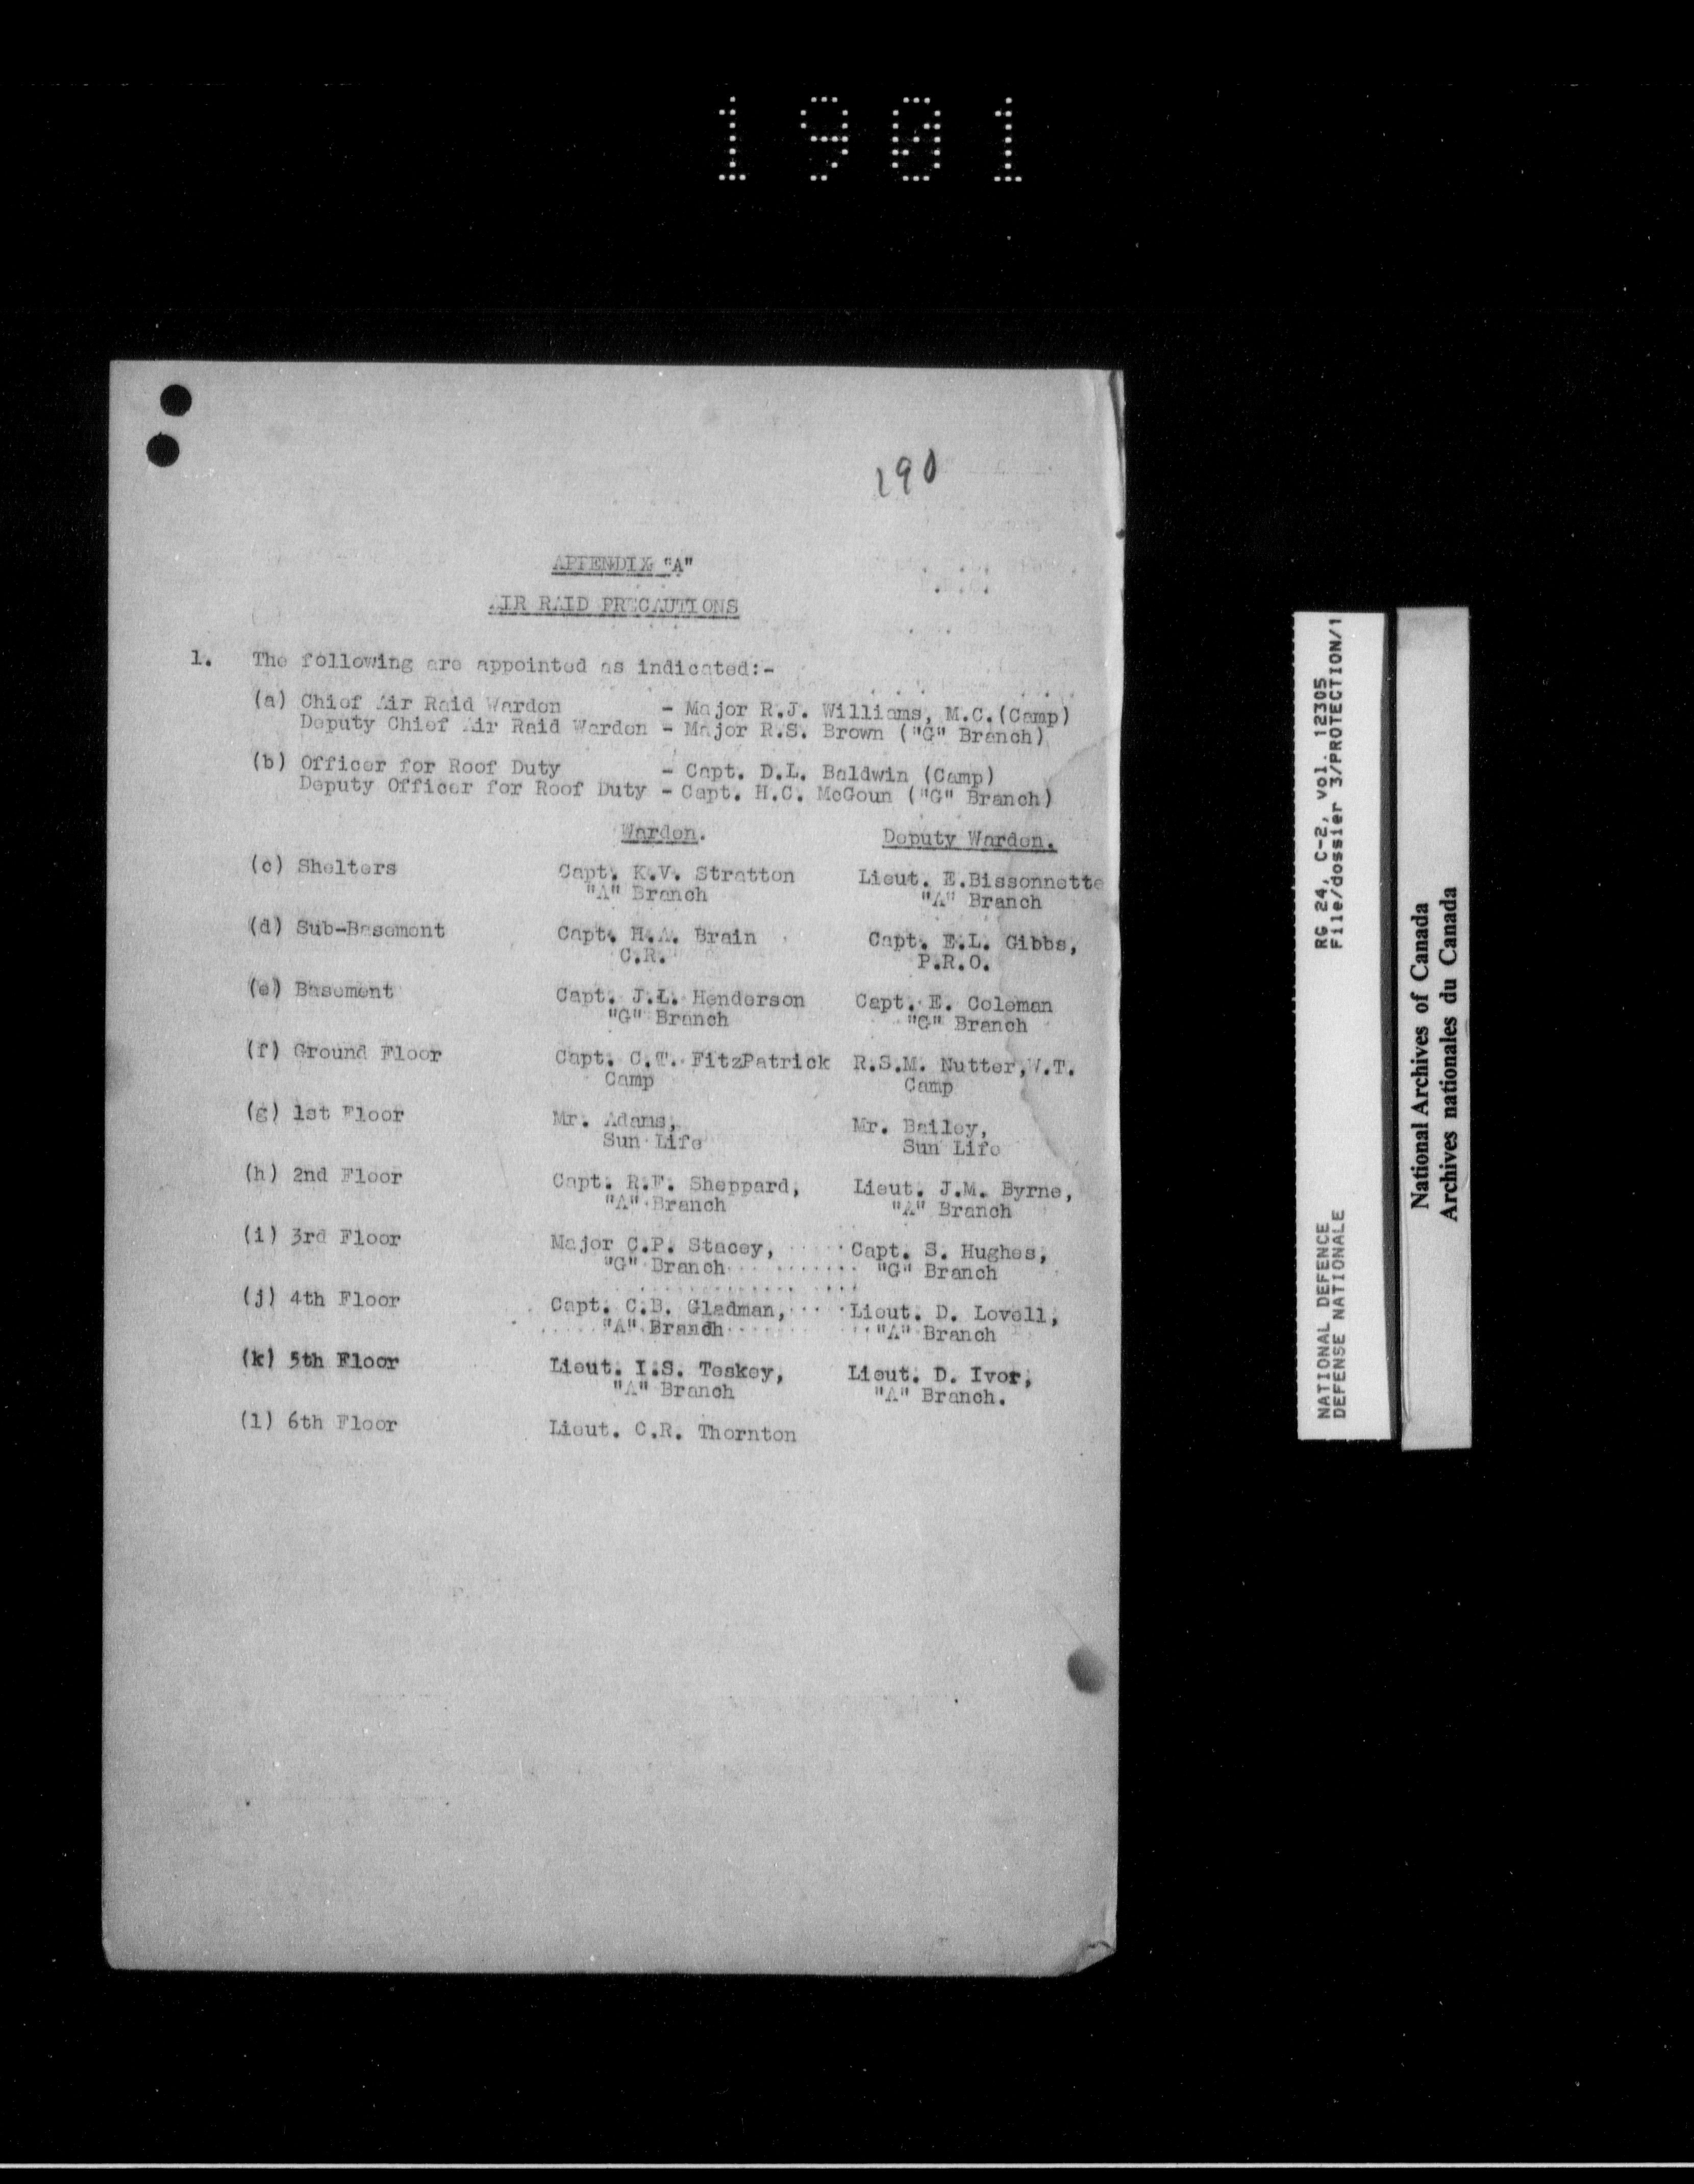 1901
190
APPENDIX "A"
AIR RAID PRECAUTIONS
1. The following are appointed as indicated:-
(a) Chief Air Raid Warden - Major R.J. Williams, M.C.(Camp)
Deputy Chief Air Raid Warden - Major R.S. Brown ("G" Branch)
(b) Officer for Roof Duty - Capt. D.L. Baldwin (Camp)
Deputy Officer for Roof Duty - Capt. H.C. McGoun ("G" Branch)
Warden. Deputy Warden.
(c) Shelters Capt. K.V. Stratton Lieut. E.Bissonnette
"A" Branch "A" Branch
(d) Sub-Basement Capt. H.A. Brain Capt. E.L. Gibbs,
C.R. P.R.O.
(e) Basement Capt. J.L. Henderson Capt. E. Coleman
"G" Branch "G" Branch
(f) Ground Floor Capt. C.T. FitzPatrick R.S.M. Nutter,W.T.
Camp Camp
(g) 1st Floor Mr. Adams, Mr. Bailey,
Sun Life Sun Life
(h) 2nd Floor Capt. R.F. Sheppard, Lieut. J.M. Byrne,
"A" Branch "A" Branch
(i) 3rd Floor Major C.P. Stacey, Capt. S. Hughes,
"G" Branch "G" Branch
(j) 4th Floor Capt. C.B. Gladman, Lieut. D. Lovell,
"A" Branch "A" Branch
(k) 5th Floor Lieut. I.S. Teskey, Lieut. D. Ivor,
"A" Branch "A" Branch.
(l) 6th Floor Lieut. C.R. Thornton
NATIONAL DEFENCE RG 24, C-2, vol. 12305
DEFENSE NATIONALE File/dossier 3/PROTECTION/1
National Archives of Canada
Archives nationales du Canada